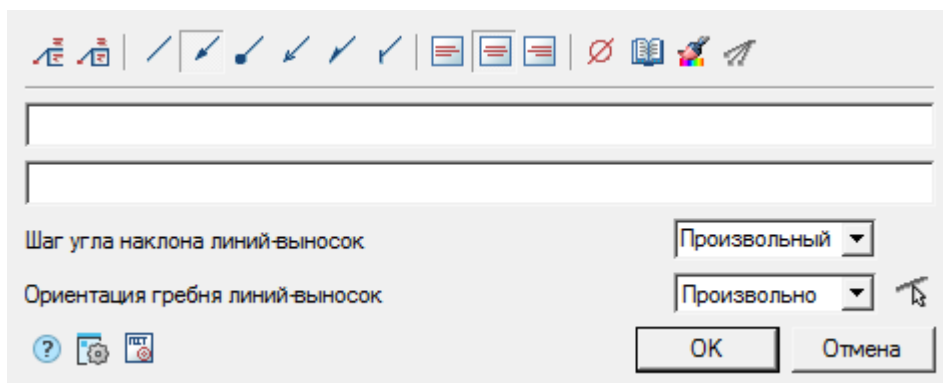 Шаг угла наклона линий-выносок
Произвольный
Ориентация гребня линий-выносок
Произвольно
?
OK
Отмена